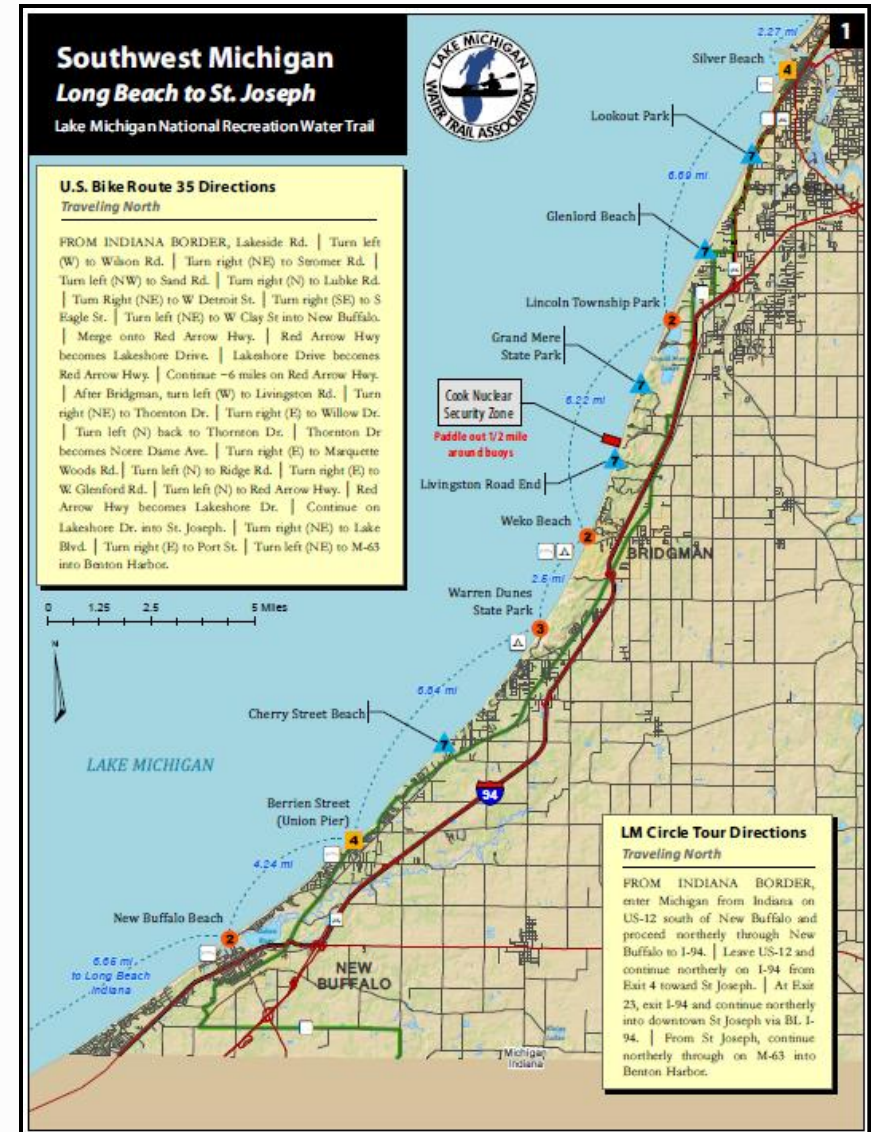 Southwest Michigan
Long Beach to St. Joseph
Lake Michigan National Recreation Water Trail
LAKE MICHIGAN
WATER TRAIL ASSOCIATION
1
U.S. Bike Route 35 Directions
Traveling North
FROM INDIANA BORDER, Lakeside Rd. | Turn left
(W) to Wilson Rd. | Turn right (NE) to Stromer Rd. |
Turn left (NW) to Sand Rd. | Turn right (N) to Lubke Rd.
| Turn Right (NE) to W Detroit St. | Turn right (SE) to S
Eagle St. | Turn left (NE) to W Clay St into New Buffalo.
| Merge onto Red Arrow Hwy. | Red Arrow Hwy
becomes Lakeshore Drive. | Lakeshore Drive becomes
Red Arrow Hwy. | Continue ~6 miles on Red Arrow Hwy.
| After Bridgman, turn left (W) to Livingston Rd. | Turn
right (NE) to Thornton Dr. | Turn right (E) to Willow Dr.
| Turn left (N) back to Thornton Dr. | Thornton Dr
becomes Notre Dame Ave. | Turn right (E) to Marquette
Woods Rd. | Turn left (N) to Ridge Rd. | Turn right (E) to
W. Glenford Rd. | Turn left (N) to Red Arrow Hwy. | Red
Arrow Hwy becomes Lakeshore Dr. | Continue on
Lakeshore Dr. into St. Joseph. | Turn right (NE) to Lake
Blvd. | Turn right (E) to Port St. | Turn left (NE) to M-63
into Benton Harbor.
0 1.25 2.5 5 Miles
N
2.27 mi
Silver Beach
4
Lookout Park
7
6.69 mi
ST JOSEPH
Glenlord Beach
7
Lincoln Township Park
2
Grand Mere
State Park
7
6.22 mi
Cook Nuclear
Security Zone
Paddle out 1/2 mile
around buoys
7
Livingston Road End
Weko Beach
2
BRIDGMAN
2.5 mi
Warren Dunes
State Park
3
6.64 mi
Cherry Street Beach
7
LAKE MICHIGAN
94
Berrien Street
(Union Pier)
4
4.24 mi
New Buffalo Beach
2
6.65 mi
to Long Beach
Indiana
NEW
BUFFALO
Michigan
Indiana
LM Circle Tour Directions
Traveling North
FROM INDIANA BORDER,
enter Michigan from Indiana on
US-12 south of New Buffalo and
proceed northerly through New
Buffalo to I-94. | Leave US-12 and
continue northerly on I-94 from
Exit 4 toward St Joseph. | At Exit
23, exit I-94 and continue northerly
into downtown St Joseph via BL I-
94. | From St Joseph, continue
northerly through on M-63 into
Benton Harbor.